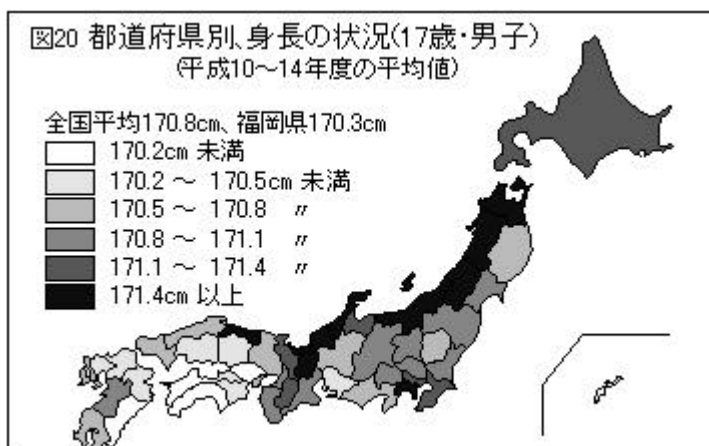 図20 都道府県別、身長の状況(17歳・男子)
(平成10～14年度の平均値)
全国平均170.8cm、福岡県170.3cm
170.2cm 未満
170.2 ～ 170.5cm 未満
170.5 ～ 170.8 〃
170.8 ～ 171.1 〃
171.1 ～ 171.4 〃
171.4cm 以上